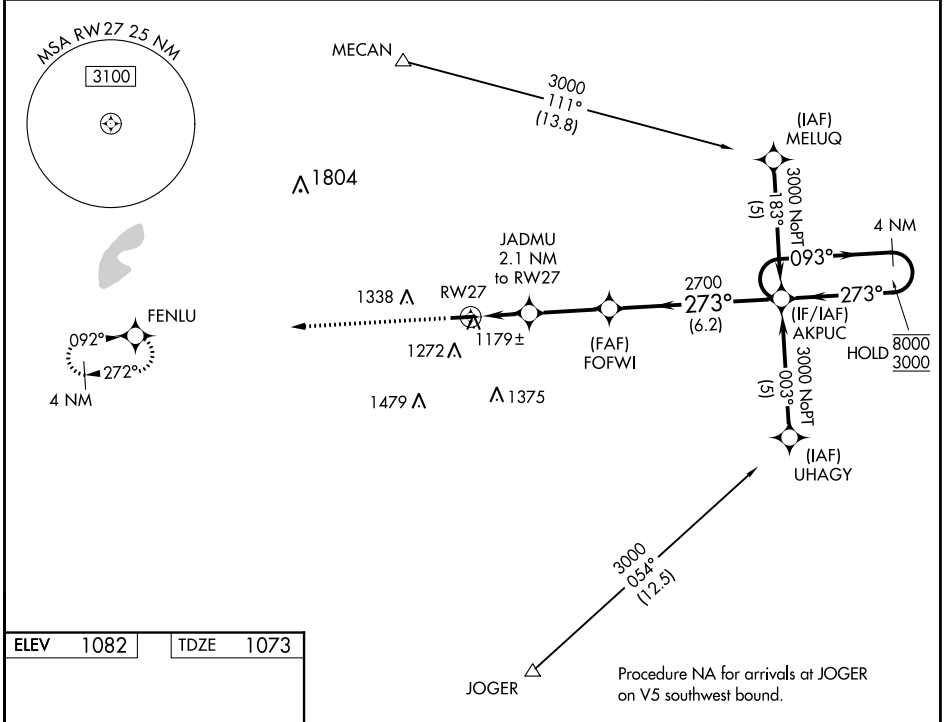 MSA RW27 25 NM
3100
MECAN
3000
111°
(13.8)
(IAF)
MELUQ
3000 NoPT
183°
(5)
4 NM
093°
1804
JADMU
2.1 NM
to RW27
1338
RW27
2700
273°
(6.2)
273°
(IF/IAF)
AKPUC
HOLD
8000
3000
FENLU
092°
272°
4 NM
1179±
1272
(FAF)
FOFWI
1479
1375
3000 NoPT
003°
(5)
(IAF)
UHAGY
3000
054°
(12.5)
JOGER
Procedure NA for arrivals at JOGER
on V5 southwest bound.
ELEV 1082
TDZE 1073